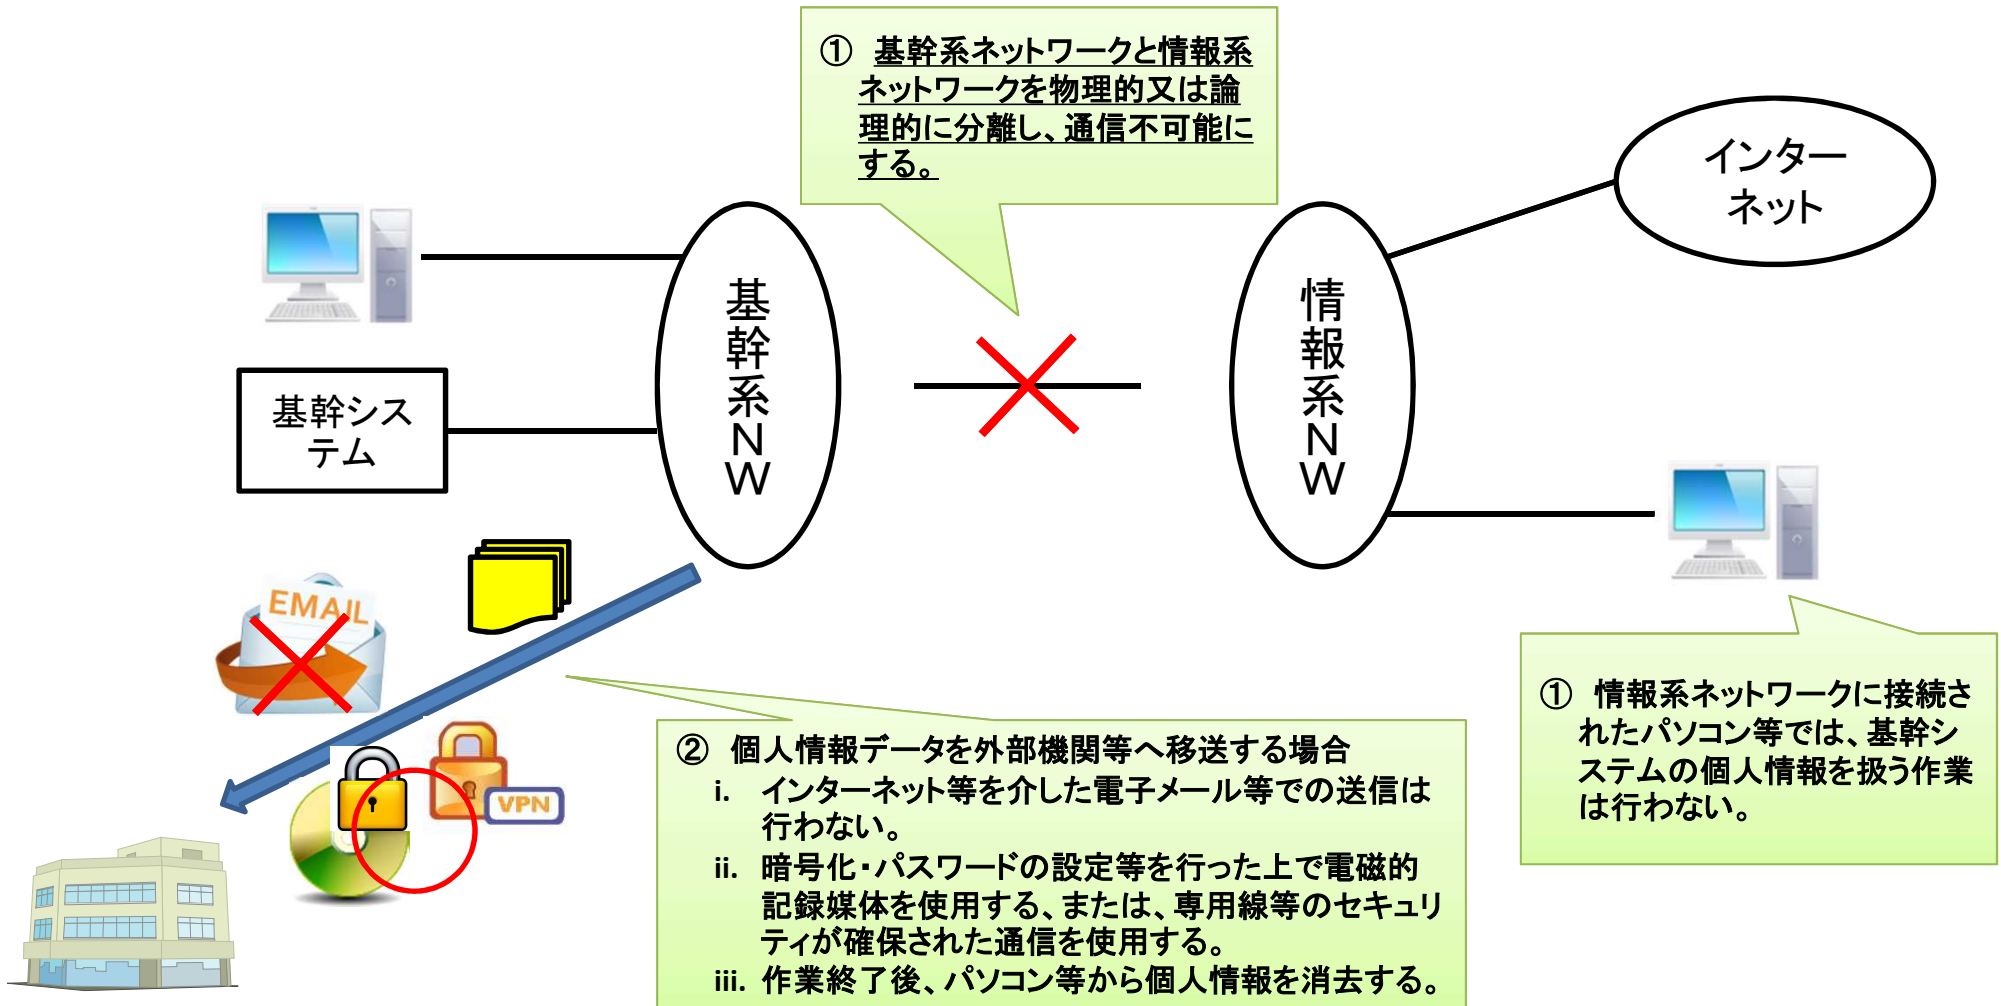 ① 基幹系ネットワークと情報系
ネットワークを物理的又は論
理的に分離し、通信不可能に
する。
インター
ネット
基幹系ＮＷ
情報系ＮＷ
基幹シス
テム
EMAIL
VPN
① 情報系ネットワークに接続さ
れたパソコン等では、基幹シ
ステムの個人情報を扱う作業
は行わない。
② 個人情報データを外部機関等へ移送する場合
i. インターネット等を介した電子メール等での送信は
行わない。
ii. 暗号化・パスワードの設定等を行った上で電磁的
記録媒体を使用する、または、専用線等のセキュリ
ティが確保された通信を使用する。
iii. 作業終了後、パソコン等から個人情報を消去する。